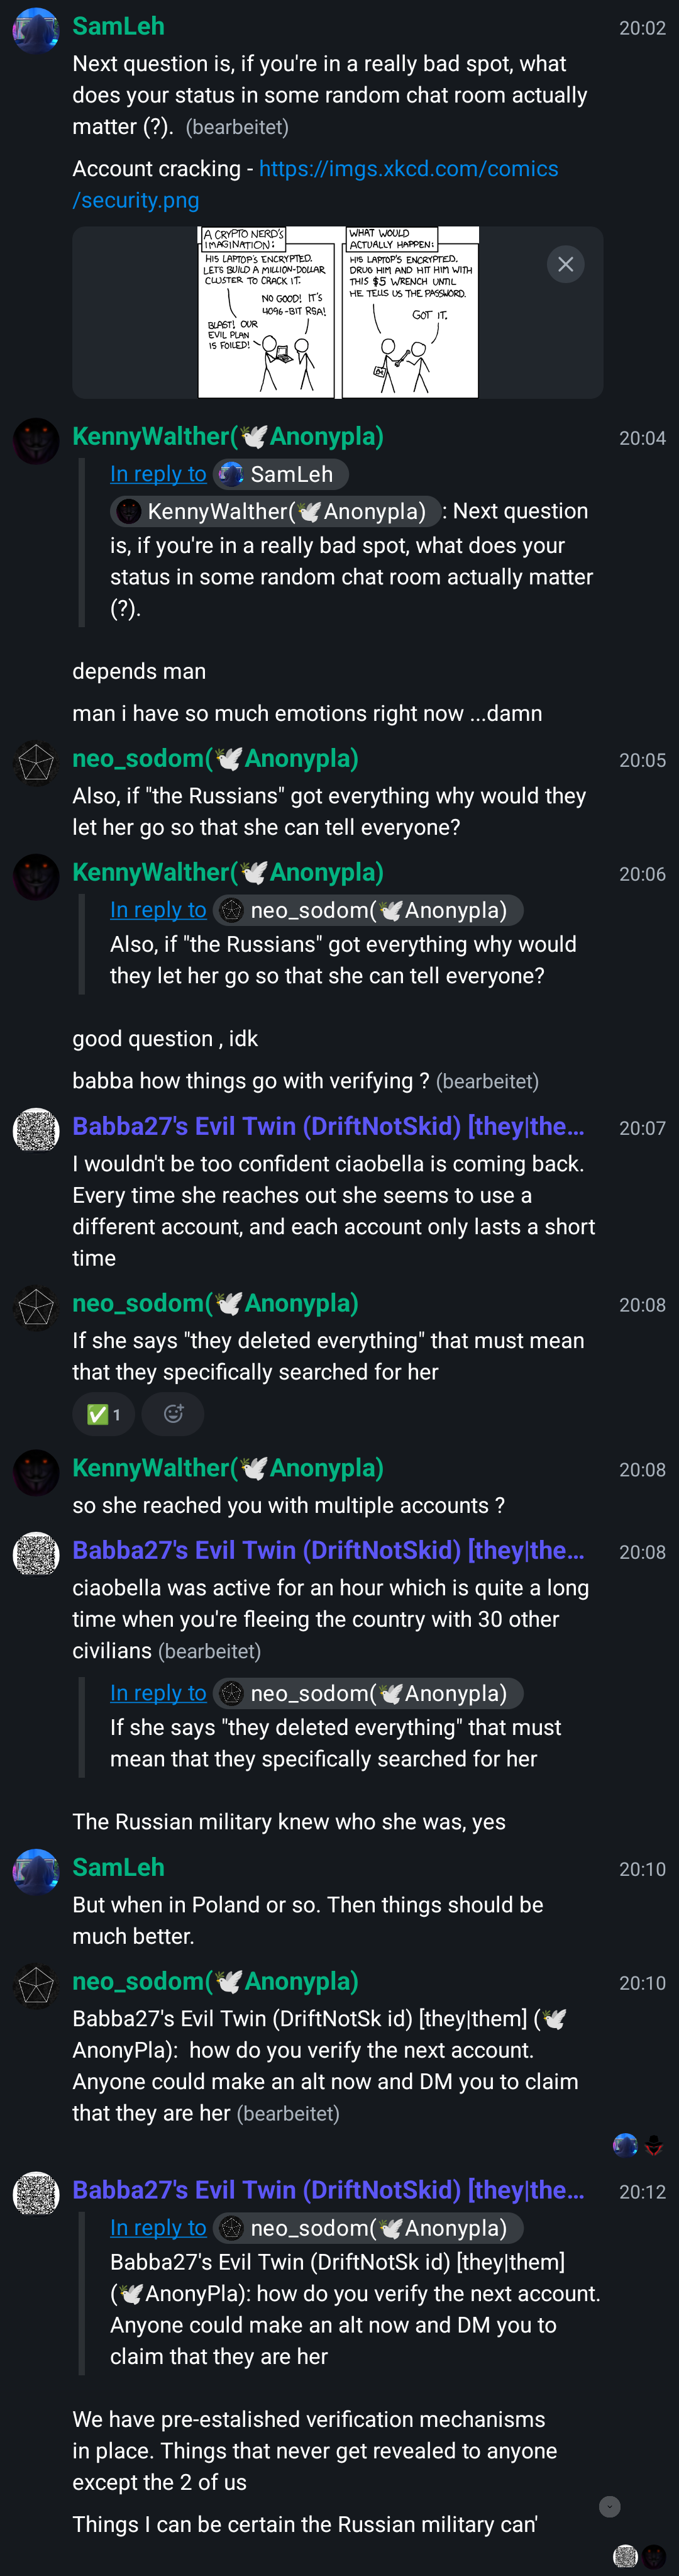 SamLeh 20:02
Next question is, if you're in a really bad spot, what
does your status in some random chat room actually
matter (?). (bearbeitet)
Account cracking - https://imgs.xkcd.com/comics
/security.png
A CRYPTO NERD'S
IMAGINATION:
HIS LAPTOP'S ENCRYPTED.
LET'S BUILD A MILLION-DOLLAR
CLUSTER TO CRACK IT.
NO GOOD! IT'S
4096-BIT RSA!
BLAST! OUR
EVIL PLAN
IS FOILED!
WHAT WOULD
ACTUALLY HAPPEN:
HIS LAPTOP'S ENCRYPTED.
DRUG HIM AND HIT HIM WITH
THIS $5 WRENCH UNTIL
HE TELLS US THE PASSWORD.
GOT IT.
KennyWalther(🕊Anonypla) 20:04
In reply to SamLeh
KennyWalther(🕊Anonypla) : Next question
is, if you're in a really bad spot, what does your
status in some random chat room actually matter
(?).
depends man
man i have so much emotions right now ...damn
neo_sodom(🕊Anonypla) 20:05
Also, if "the Russians" got everything why would they
let her go so that she can tell everyone?
KennyWalther(🕊Anonypla) 20:06
In reply to neo_sodom(🕊Anonypla)
Also, if "the Russians" got everything why would
they let her go so that she can tell everyone?
good question , idk
babba how things go with verifying ? (bearbeitet)
Babba27's Evil Twin (DriftNotSkid) [they|the... 20:07
I wouldn't be too confident ciaobella is coming back.
Every time she reaches out she seems to use a
different account, and each account only lasts a short
time
neo_sodom(🕊Anonypla) 20:08
If she says "they deleted everything" that must mean
that they specifically searched for her
✅ 1
KennyWalther(🕊Anonypla) 20:08
so she reached you with multiple accounts ?
Babba27's Evil Twin (DriftNotSkid) [they|the... 20:08
ciaobella was active for an hour which is quite a long
time when you're fleeing the country with 30 other
civilians (bearbeitet)
In reply to neo_sodom(🕊Anonypla)
If she says "they deleted everything" that must
mean that they specifically searched for her
The Russian military knew who she was, yes
SamLeh 20:10
But when in Poland or so. Then things should be
much better.
neo_sodom(🕊Anonypla) 20:10
Babba27's Evil Twin (DriftNotSk id) [they|them] (🕊
AnonyPla): how do you verify the next account.
Anyone could make an alt now and DM you to claim
that they are her (bearbeitet)
Babba27's Evil Twin (DriftNotSkid) [they|the... 20:12
In reply to neo_sodom(🕊Anonypla)
Babba27's Evil Twin (DriftNotSk id) [they|them]
(🕊AnonyPla): how do you verify the next account.
Anyone could make an alt now and DM you to
claim that they are her
We have pre-estalished verification mechanisms
in place. Things that never get revealed to anyone
except the 2 of us
Things I can be certain the Russian military can'